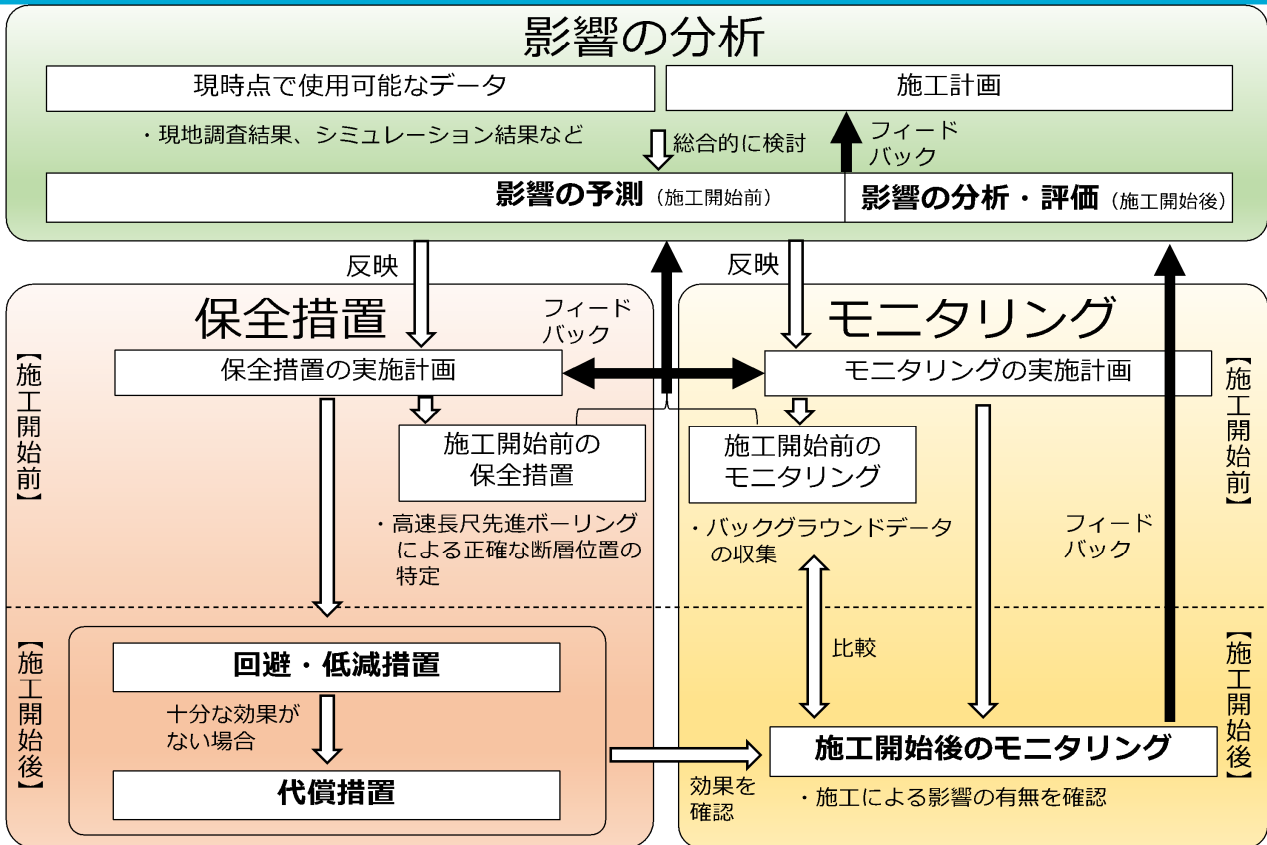 影響の分析
現時点で使用可能なデータ
施工計画
・現地調査結果、シミュレーション結果など
総合的に検討
フィード
バック
影響の予測（施工開始前）
影響の分析・評価（施工開始後）
反映
反映
保全措置
フィード
バック
モニタリング
【施工開始前】
保全措置の実施計画
モニタリングの実施計画
【施工開始前】
施工開始前の
保全措置
施工開始前の
モニタリング
・高速長尺先進ボーリング
による正確な断層位置の
特定
・バックグラウンドデータ
の収集
フィード
バック
【施工開始後】
回避・低減措置
比較
【施工開始後】
十分な効果が
ない場合
代償措置
施工開始後のモニタリング
効果を
確認
・施工による影響の有無を確認